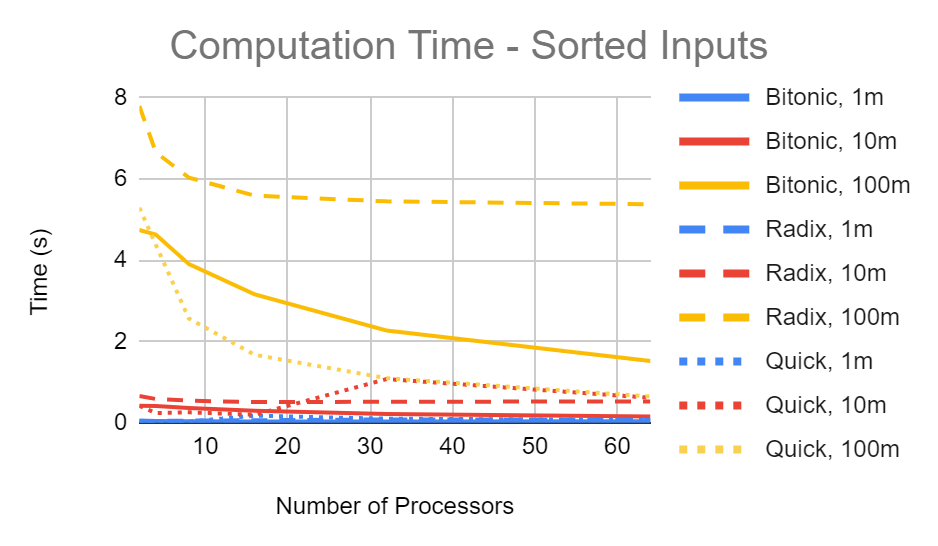 Computation Time - Sorted Inputs
Time (s)
8
6
4
2
0
10 20 30 40 50 60
Number of Processors
Bitonic, 1m
Bitonic, 10m
Bitonic, 100m
Radix, 1m
Radix, 10m
Radix, 100m
Quick, 1m
Quick, 10m
Quick, 100m